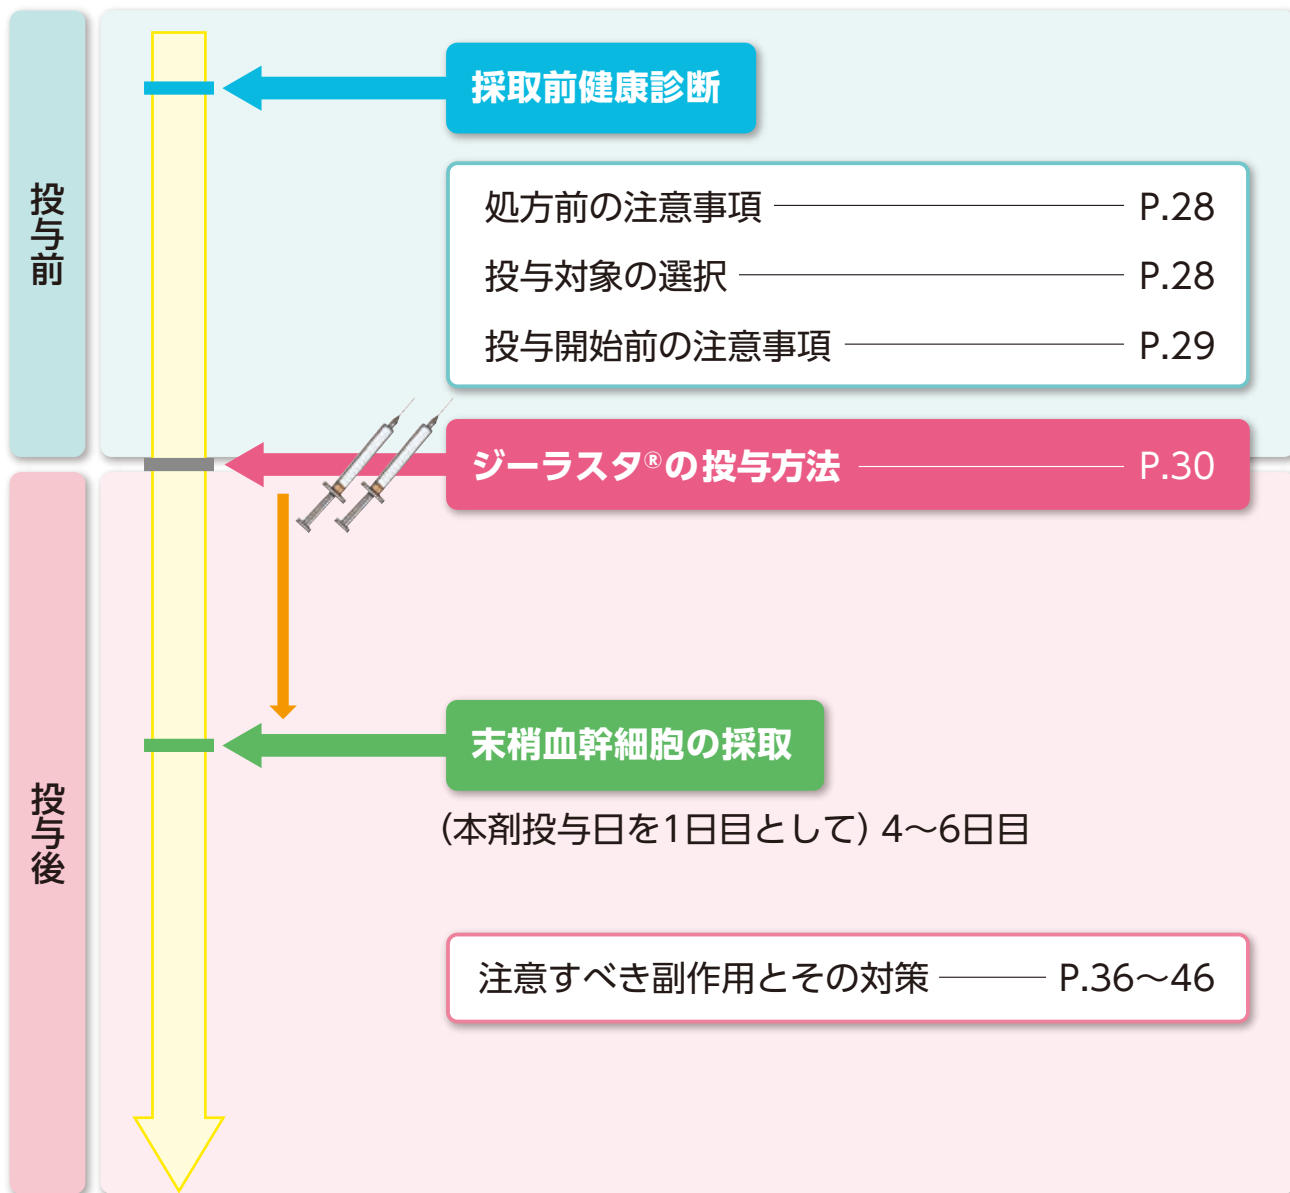 投与前
採取前健康診断
処方前の注意事項 P.28
投与対象の選択 P.28
投与開始前の注意事項 P.29
ジーラスタ®の投与方法 P.30
投与後
末梢血幹細胞の採取
(本剤投与日を1日目として) 4〜6日目
注意すべき副作用とその対策 P.36〜46